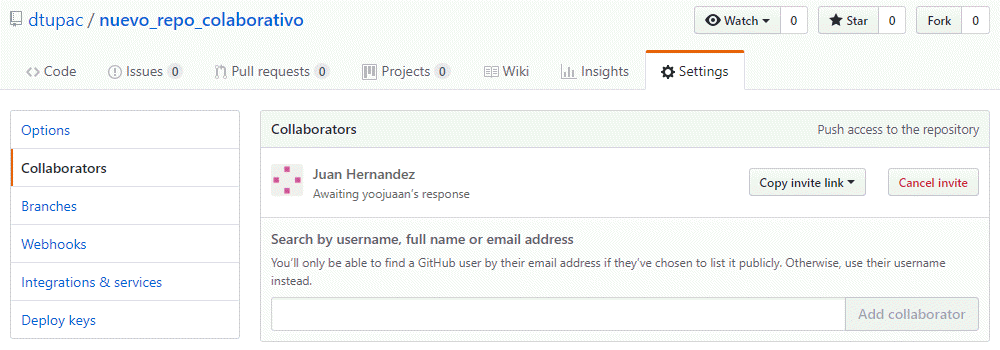 dtupac / nuevo_repo_colaborativo
Watch 0 Star 0 Fork 0
Code Issues 0 Pull requests 0 Projects 0 Wiki Insights Settings
Options
Collaborators
Branches
Webhooks
Integrations & services
Deploy keys
Collaborators Push access to the repository
Juan Hernandez
Awaiting yoojuaan's response
Copy invite link Cancel invite
Search by username, full name or email address
You'll only be able to find a GitHub user by their email address if they've chosen to list it publicly. Otherwise, use their username
instead.
Add collaborator